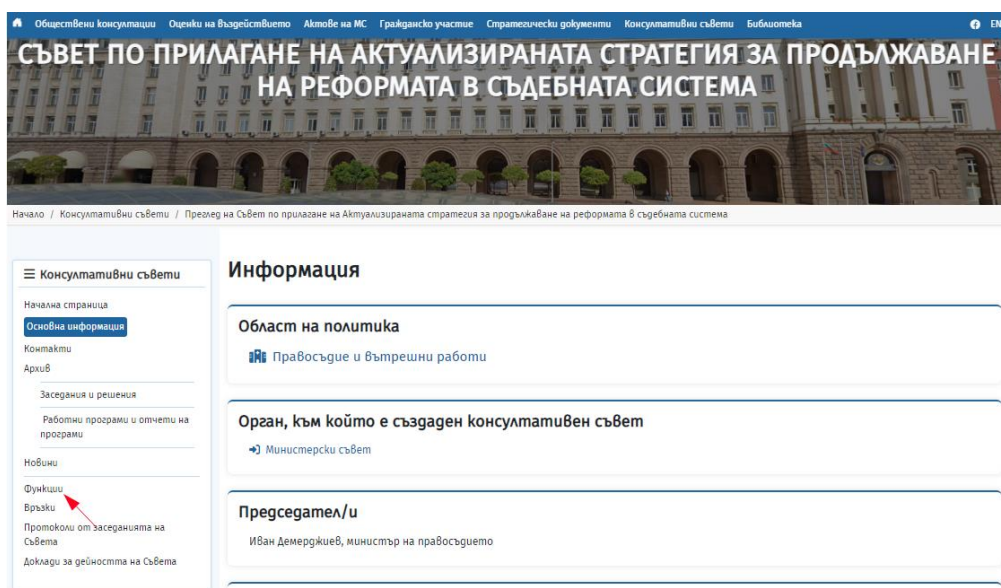 Обществени консултации Оценки на въздействието Актове на МС Гражданско участие Стратегически документи Консултативни съвети Библиотека EN
СЪВЕТ ПО ПРИЛАГАНЕ НА АКТУАЛИЗИРАНАТА СТРАТЕГИЯ ЗА ПРОДЪЛЖАВАНЕ
НА РЕФОРМАТА В СЪДЕБНАТА СИСТЕМА
Начало / Консултативни съвети / Преглед на Съвет по прилагане на Актуализираната стратегия за продължаване на реформата в съдебната система
Консултативни съвети
Начална страница
Основна информация
Контакти
Архив
Заседания и решения
Работни програми и отчети на
програми
Новини
Функции
Връзки
Протоколи от заседанията на
Съвета
Доклади за дейността на Съвета
Информация
Област на политика
Правосъдие и вътрешни работи
Орган, към който е създаден консултативен съвет
Министерски съвет
Председател/и
Иван Демерджиев, министър на правосъдието